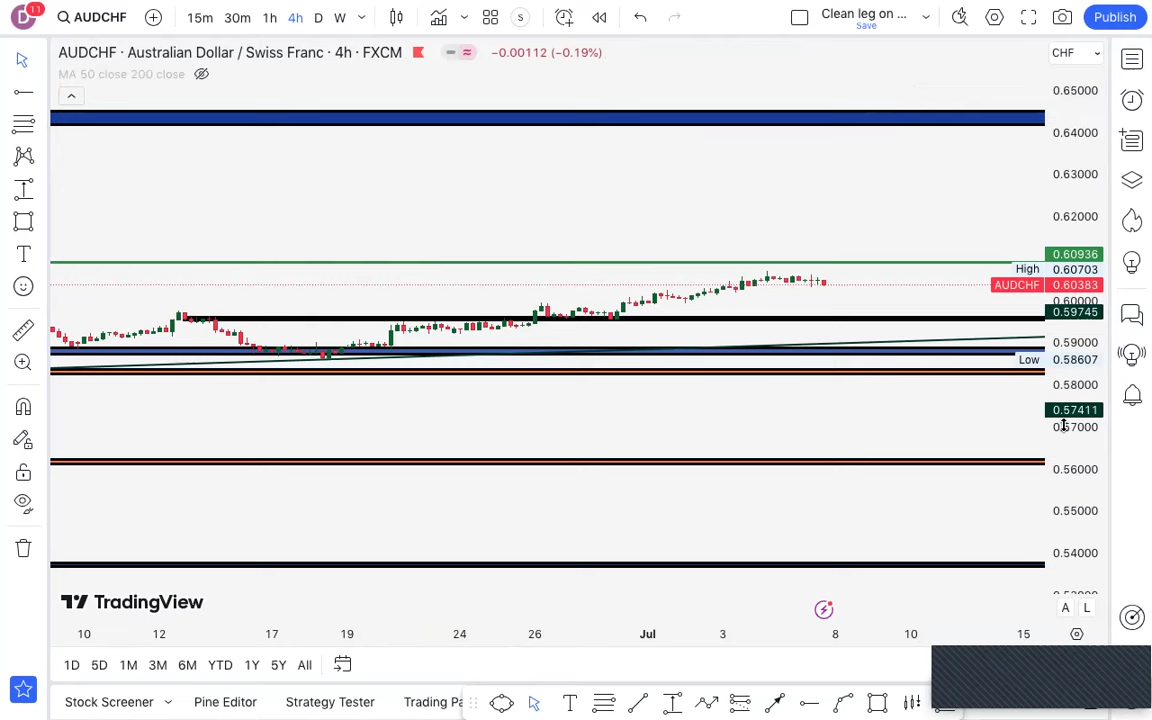 D 11 AUDCHF 15m 30m 1h 4h D W S Clean leg on ... Save Publish
AUDCHF · Australian Dollar / Swiss Franc · 4h · FXCM −0.00112 (−0.19%) CHF
MA 50 close 200 close
0.65000
0.64000
0.63000
0.62000
0.60936
High 0.60703
AUDCHF 0.60383
0.60000
0.59745
0.59000
Low 0.58607
0.58000
0.57411
0.57000
0.56000
0.55000
0.54000
TradingView
A L
10 12 17 19 24 26 Jul 3 8 10 15
1D 5D 1M 3M 6M YTD 1Y 5Y All
Stock Screener Pine Editor Strategy Tester Trading Pa